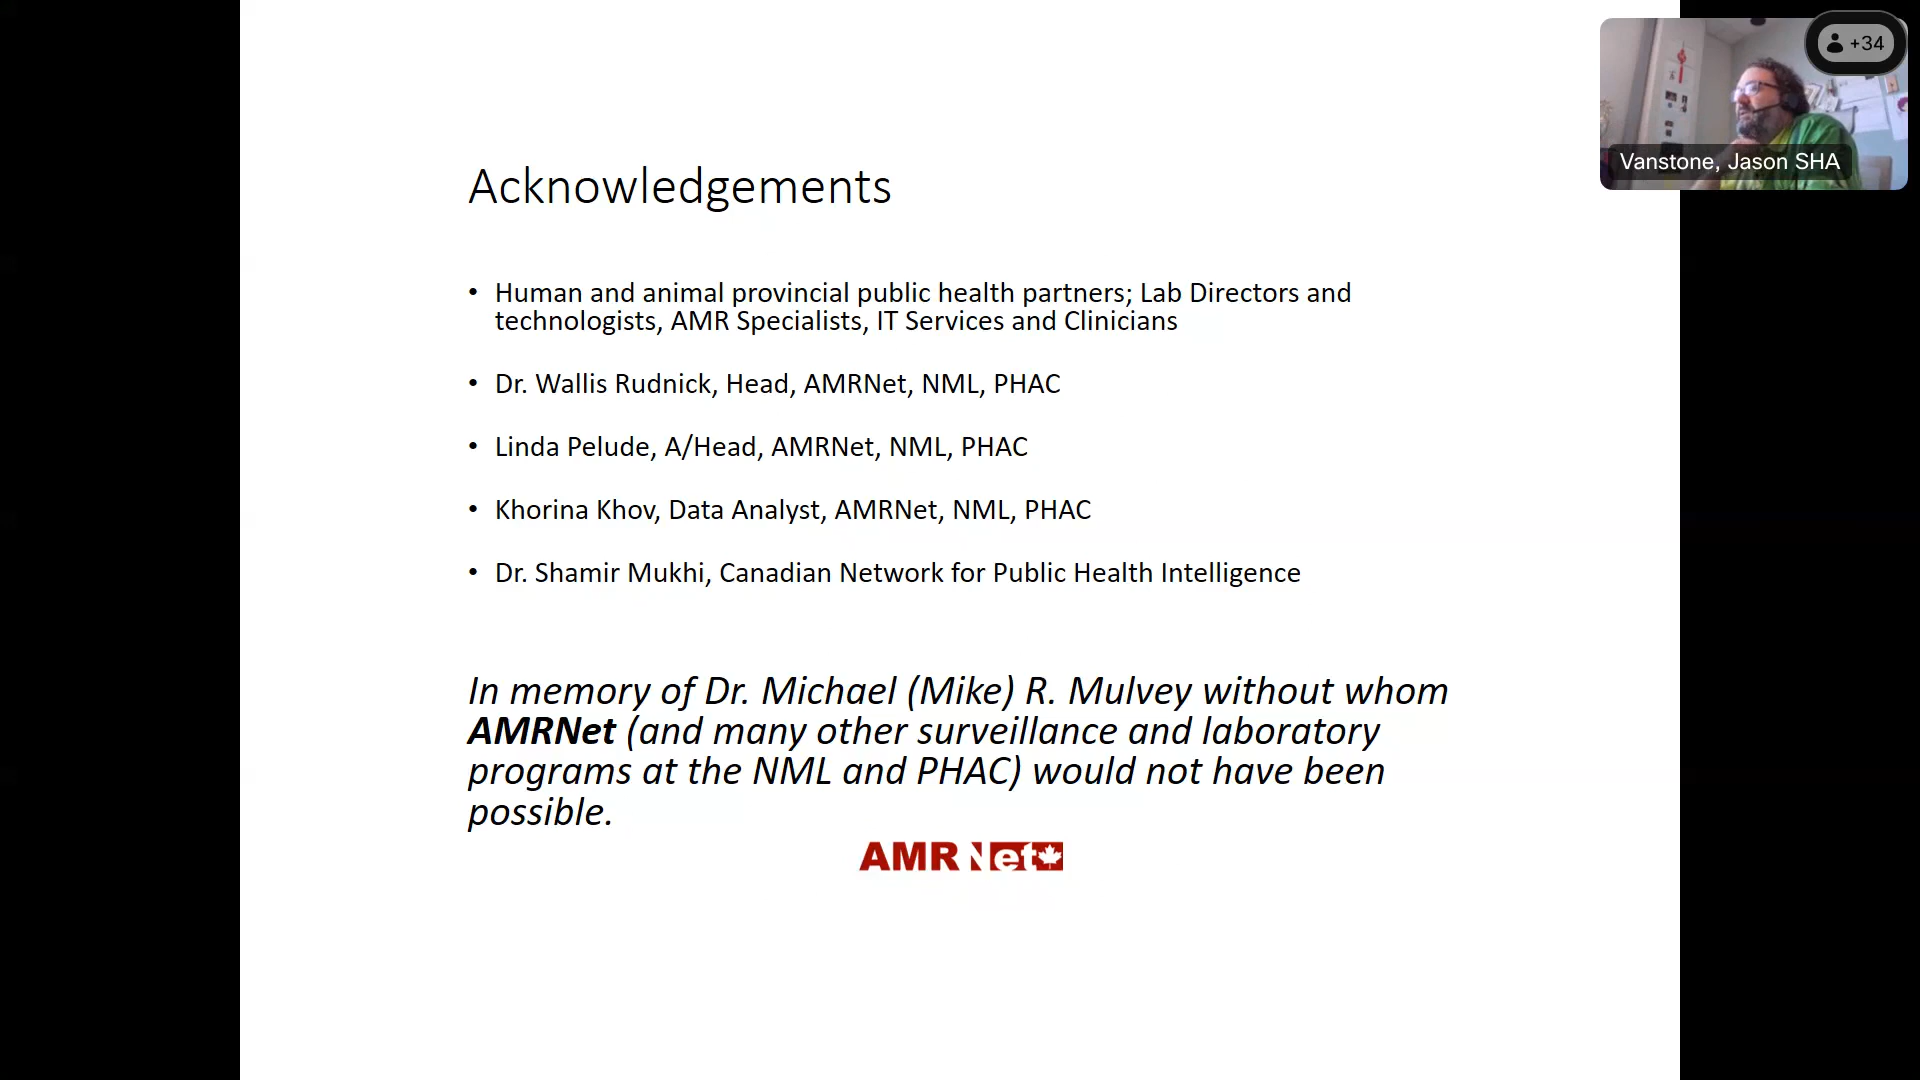 +34
Vanstone, Jason SHA
Acknowledgements
• Human and animal provincial public health partners; Lab Directors and
technologists, AMR Specialists, IT Services and Clinicians
• Dr. Wallis Rudnick, Head, AMRNet, NML, PHAC
• Linda Pelude, A/Head, AMRNet, NML, PHAC
• Khorina Khov, Data Analyst, AMRNet, NML, PHAC
• Dr. Shamir Mukhi, Canadian Network for Public Health Intelligence
In memory of Dr. Michael (Mike) R. Mulvey without whom
AMRNet (and many other surveillance and laboratory
programs at the NML and PHAC) would not have been
possible.
AMR Net